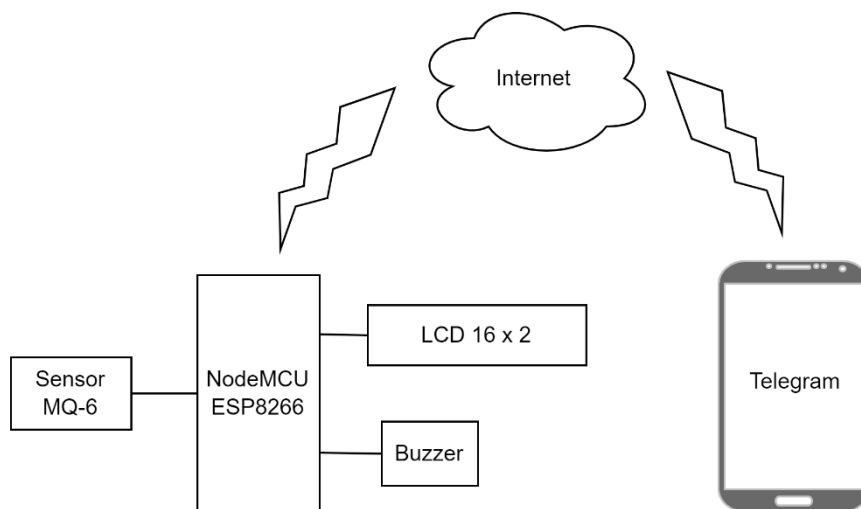 Internet
LCD 16 x 2
Sensor
MQ-6
NodeMCU
ESP8266
Telegram
Buzzer